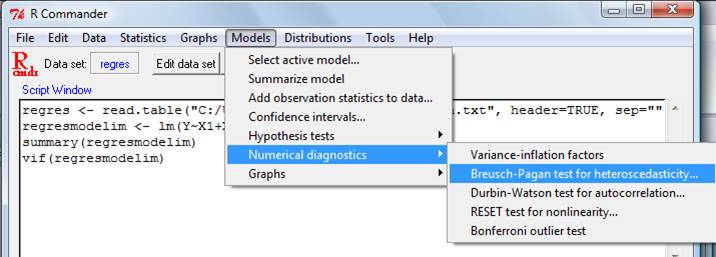 R Commander
File Edit Data Statistics Graphs Models Distributions Tools Help
R cmdr Data set: regres Edit data set
Select active model...
Summarize model
Add observation statistics to data...
Confidence intervals...
Hypothesis tests
Numerical diagnostics
Graphs
Variance-inflation factors
Breusch-Pagan test for heteroscedasticity...
Durbin-Watson test for autocorrelation...
RESET test for nonlinearity...
Bonferroni outlier test
Script Window
regres <- read.table("C:/ .txt", header=TRUE, sep=""
regresmodelim <- lm(Y~X1+
summary(regresmodelim)
vif(regresmodelim)